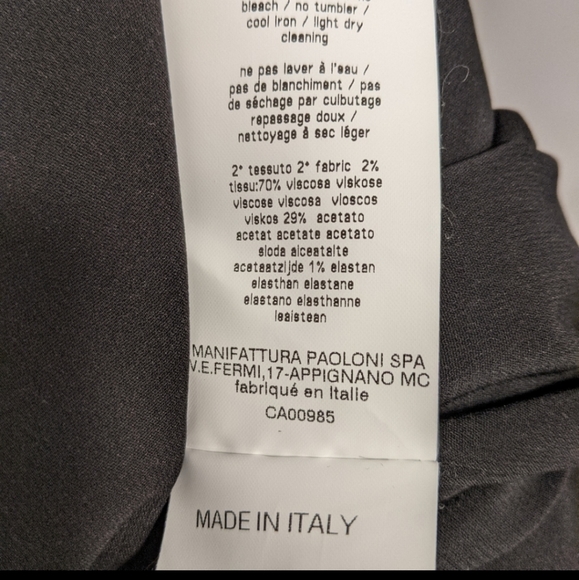 bleach / no tumbler /
cool iron / light dry
cleaning
ne pas laver à l'eau /
pas de blanchiment / pas
de séchage par culbutage
repassage doux /
nettoyage à sec léger
2° tessuto 2° fabric 2%
tissu:70% viscosa viskose
viscose viscosa vioscos
viskos 29% acetato
acetat acetate acetato
sioda aiceataite
acetaatzijde 1% elastan
elasthan elastane
elastano elasthanne
leaistean
MANIFATTURA PAOLONI SPA
V.E.FERMI,17-APPIGNANO MC
fabriqué en Italie
CA00985
MADE IN ITALY